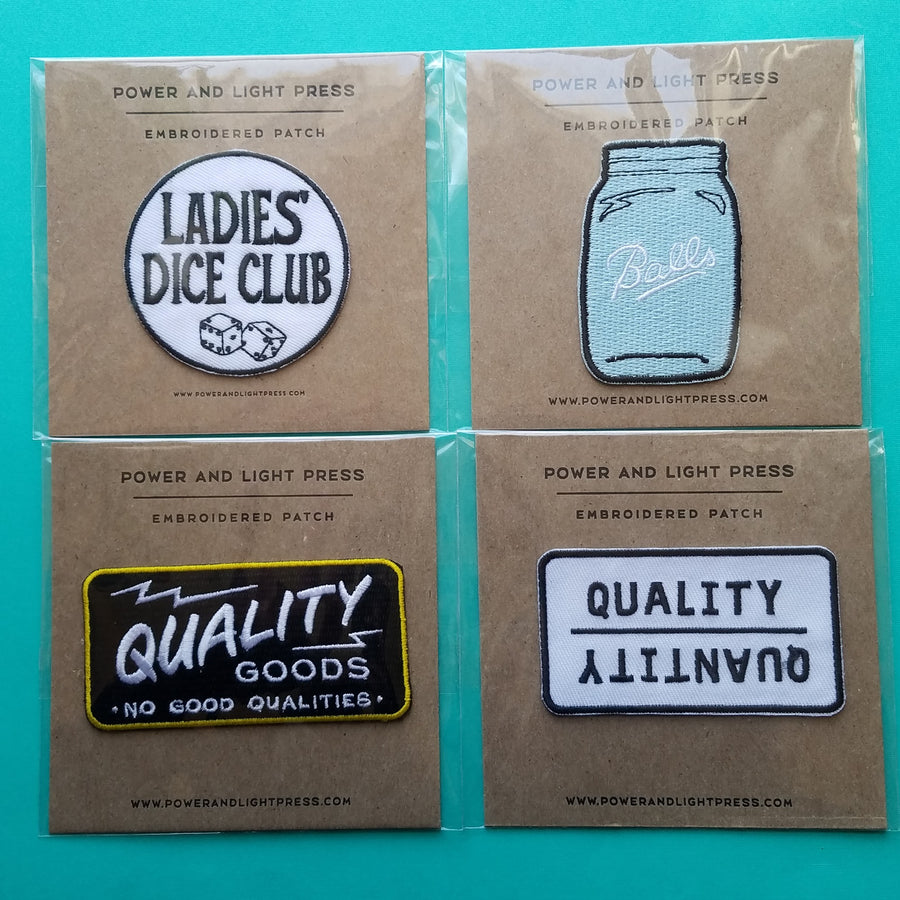 POWER AND LIGHT PRESS
EMBROIDERED PATCH
LADIES'
DICE CLUB
WWW.POWERANDLIGHTPRESS.COM
POWER AND LIGHT PRESS
EMBROIDERED PATCH
Balls
WWW.POWERANDLIGHTPRESS.COM
POWER AND LIGHT PRESS
EMBROIDERED PATCH
QUALITY
GOODS
· NO GOOD QUALITIES ·
WWW.POWERANDLIGHTPRESS.COM
POWER AND LIGHT PRESS
EMBROIDERED PATCH
QUALITY
QUANTITY
WWW.POWERANDLIGHTPRESS.COM